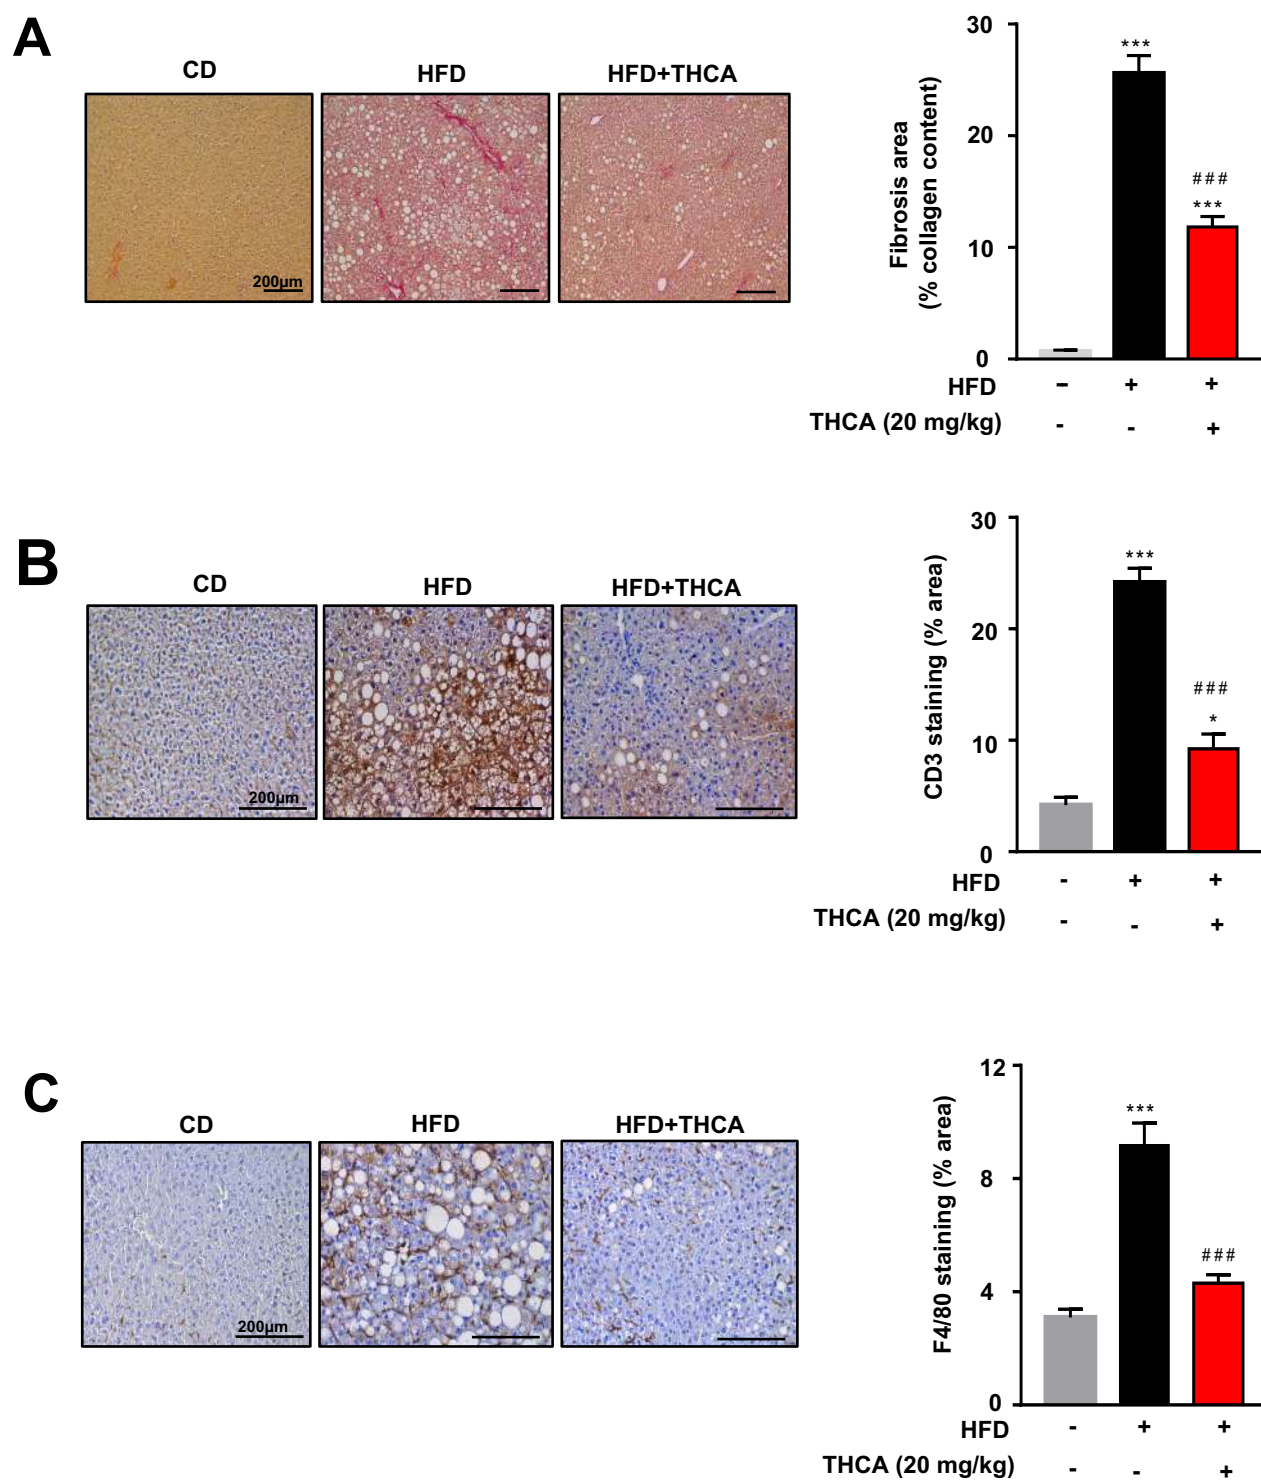 A
CD HFD HFD+THCA
200µm
Fibrosis area
(% collagen content)
30
20
10
0
***
###
***
HFD − + +
THCA (20 mg/kg) - - +
B
CD HFD HFD+THCA
200µm
CD3 staining (% area)
30
20
10
0
***
###
*
HFD - + +
THCA (20 mg/kg) - - +
C
CD HFD HFD+THCA
200µm
F4/80 staining (% area)
12
8
4
0
***
###
HFD - + +
THCA (20 mg/kg) - - +